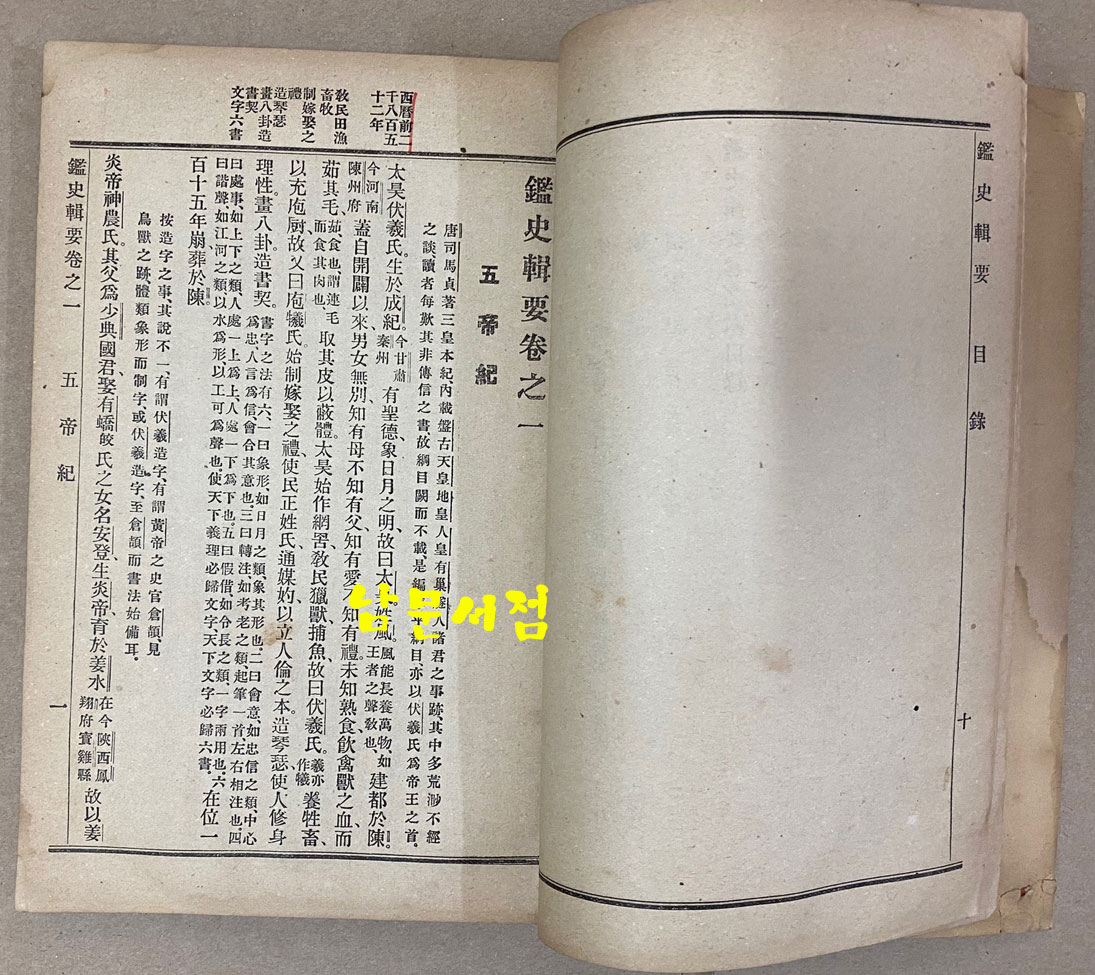 鑑史輯要目錄
十
鑑史輯要卷之一
唐司馬貞著三皇本紀內載盤古天皇地皇人皇有巢燧人諸君之事跡其中多荒渺不經
之談、讀者每歎其非傳信之書故綱目闕而不載、是編
綱目亦以伏羲氏爲帝王之首。
五帝紀
西曆前二
千八百五
十二年
太昊伏羲氏生於成紀。今甘肅秦州有聖德、象日月之明、故曰太昊、姓風。風能長養萬物、如王者之聲敎也、建都於陳。
今河南陳州府蓋自開闢以來男女無別、知有母不知有父、知有愛不知有禮。未知熟食、飮禽獸之血而
敎民田漁
畜牧
茹其毛、茹、食也、謂連毛而食其肉也、取其皮以蔽體。太昊始作網罟、敎民獵獸捕魚、故曰伏羲氏。羲亦作犧養牲畜、
制嫁娶之
禮
以充庖厨、故又曰庖犧氏。始制嫁娶之禮、使民正姓氏、通媒妁、以立人倫之本。造琴瑟、使人修身
造琴瑟
畫八卦造
書契
理性。畫八卦。造書契。書字之法有六、一曰象形、如日月之類、象其形也。二曰會意、如忠信之類、中心爲忠、人言爲信、會合其意也。三曰轉注、如考老之類、起筆一首、左右相注也。四
文字六書
曰處事、如上下之類、人處一上爲上、人處一下爲下也。五曰假借、如令長之類、一字兩用也。六曰諧聲、如江河之類、以水爲形、以工可爲聲也。使天下義理必歸文字、天下文字必歸六書。在位一
百十五年崩、葬於陳。
按造字之事、其說不一、有謂伏羲造字、有謂黃帝之史官倉頡、見
鳥獸之跡、體類象形而制字、或伏羲造字、至倉頡而書法始備耳。
炎帝神農氏。其父爲少典國君、娶有蟜蛟氏之女、名安登、生炎帝、育於姜水在今陝西鳳翔府寶雞縣故以姜
鑑史輯要卷之一　五帝紀
一
남문서점